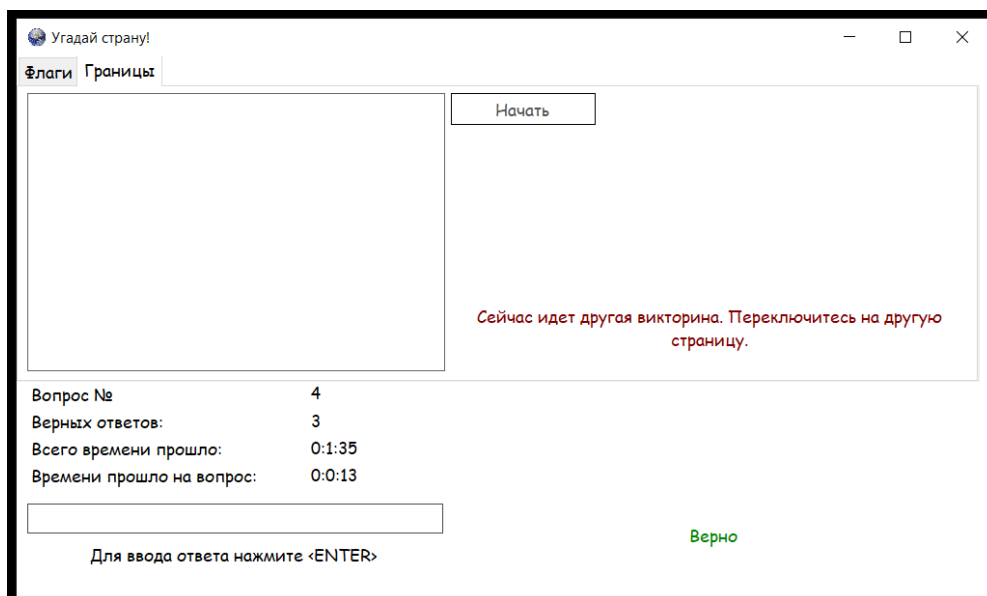 Угадай страну!
Флаги Границы
Начать
Сейчас идет другая викторина. Переключитесь на другую
страницу.
Вопрос № 4
Верных ответов: 3
Всего времени прошло: 0:1:35
Времени прошло на вопрос: 0:0:13
Верно
Для ввода ответа нажмите <ENTER>